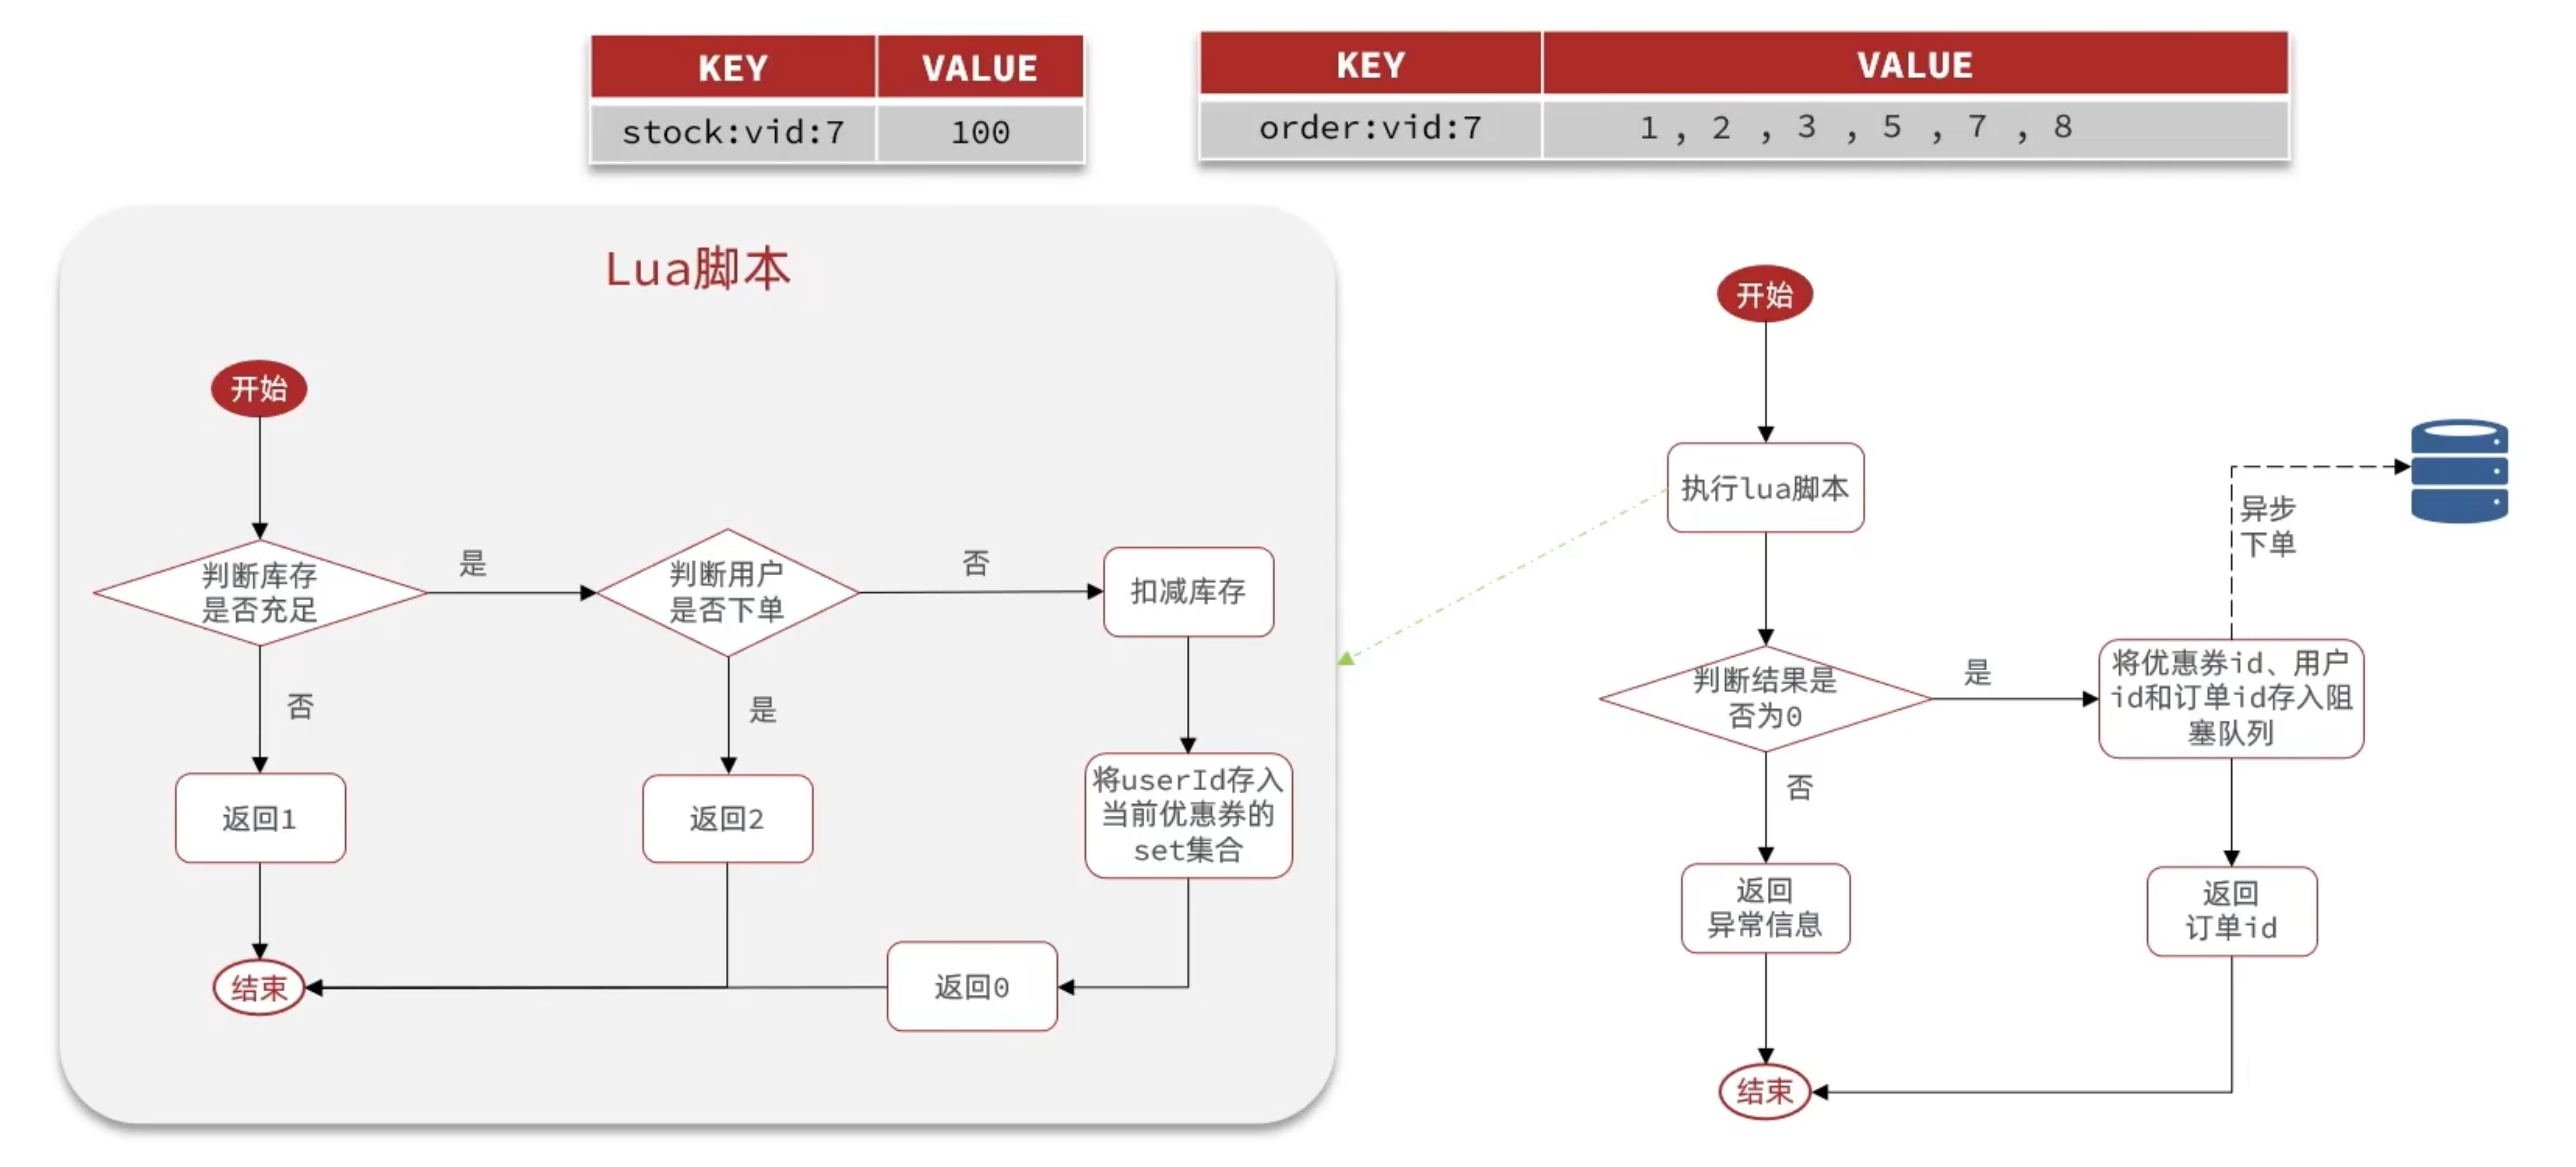 KEY VALUE
stock:vid:7 100
KEY VALUE
order:vid:7 1 , 2 , 3 , 5 , 7 , 8
Lua脚本
开始
判断库存
是否充足
是
判断用户
是否下单
否
扣减库存
否
是
返回1
返回2
将userId存入
当前优惠券的
set集合
结束
返回0
开始
执行lua脚本
异步
下单
判断结果是
否为0
是
将优惠券id、用户
id和订单id存入阻
塞队列
否
返回
异常信息
返回
订单id
结束